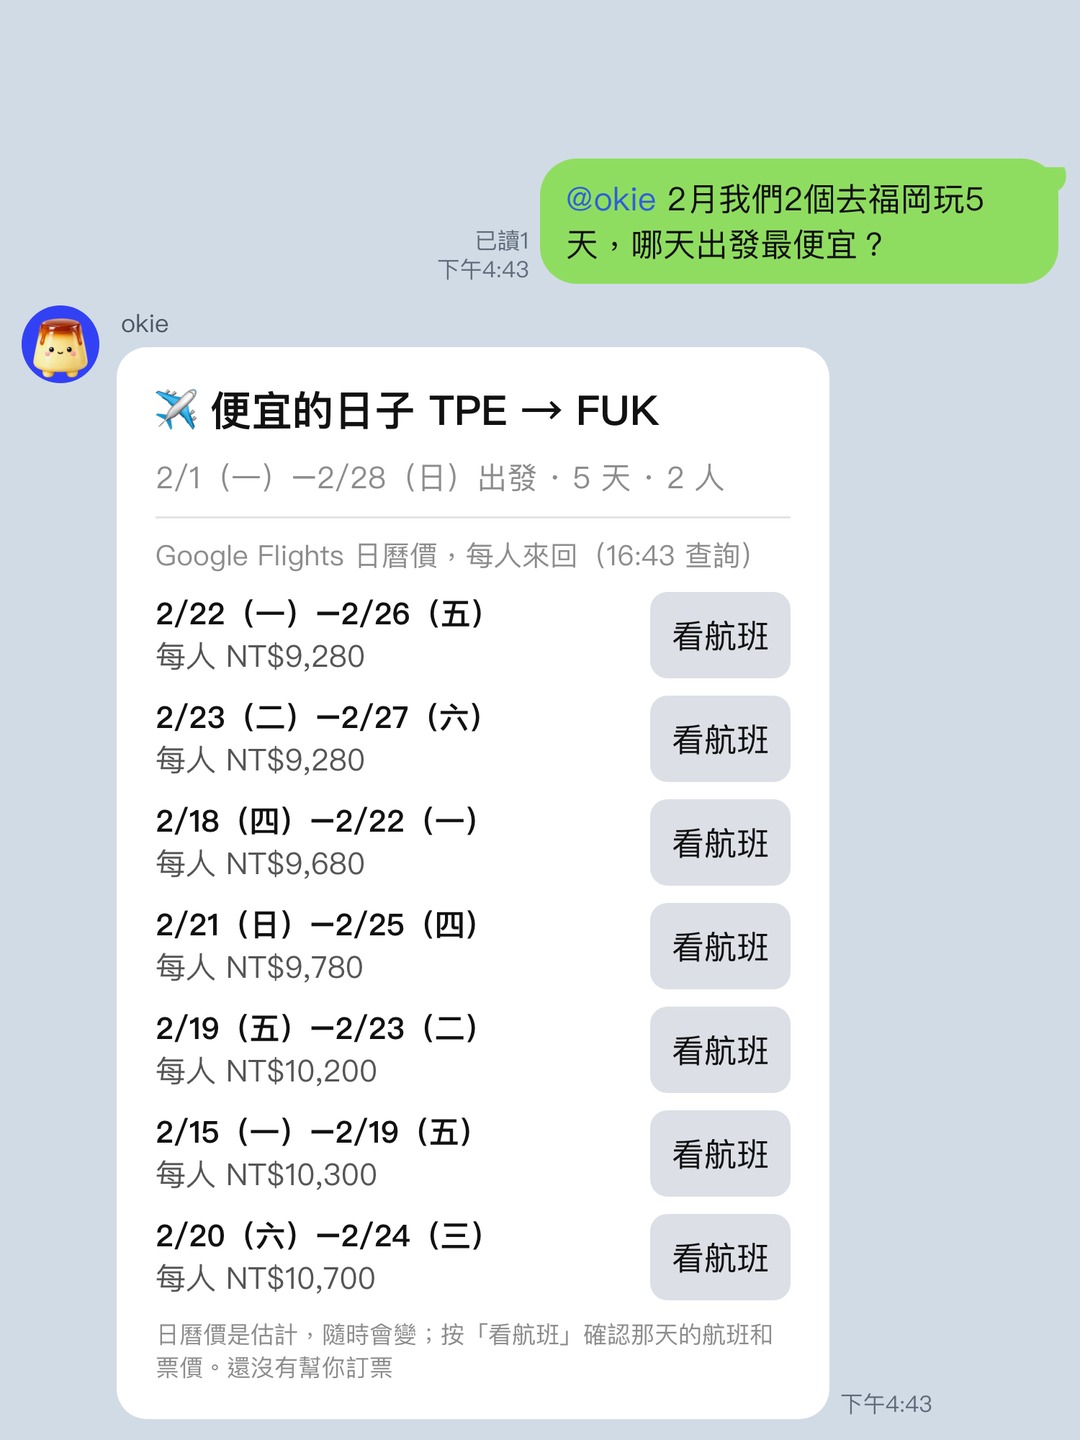 @okie 2月我們2個去福岡玩5
天，哪天出發最便宜？
已讀1
下午4:43
okie
✈️ 便宜的日子 TPE → FUK
2/1（一）–2/28（日）出發 · 5 天 · 2 人
Google Flights 日曆價，每人來回（16:43 查詢）
2/22（一）–2/26（五）
每人 NT$9,280
看航班
2/23（二）–2/27（六）
每人 NT$9,280
看航班
2/18（四）–2/22（一）
每人 NT$9,680
看航班
2/21（日）–2/25（四）
每人 NT$9,780
看航班
2/19（五）–2/23（二）
每人 NT$10,200
看航班
2/15（一）–2/19（五）
每人 NT$10,300
看航班
2/20（六）–2/24（三）
每人 NT$10,700
看航班
日曆價是估計，隨時會變；按「看航班」確認那天的航班和
票價。還沒有幫你訂票
下午4:43